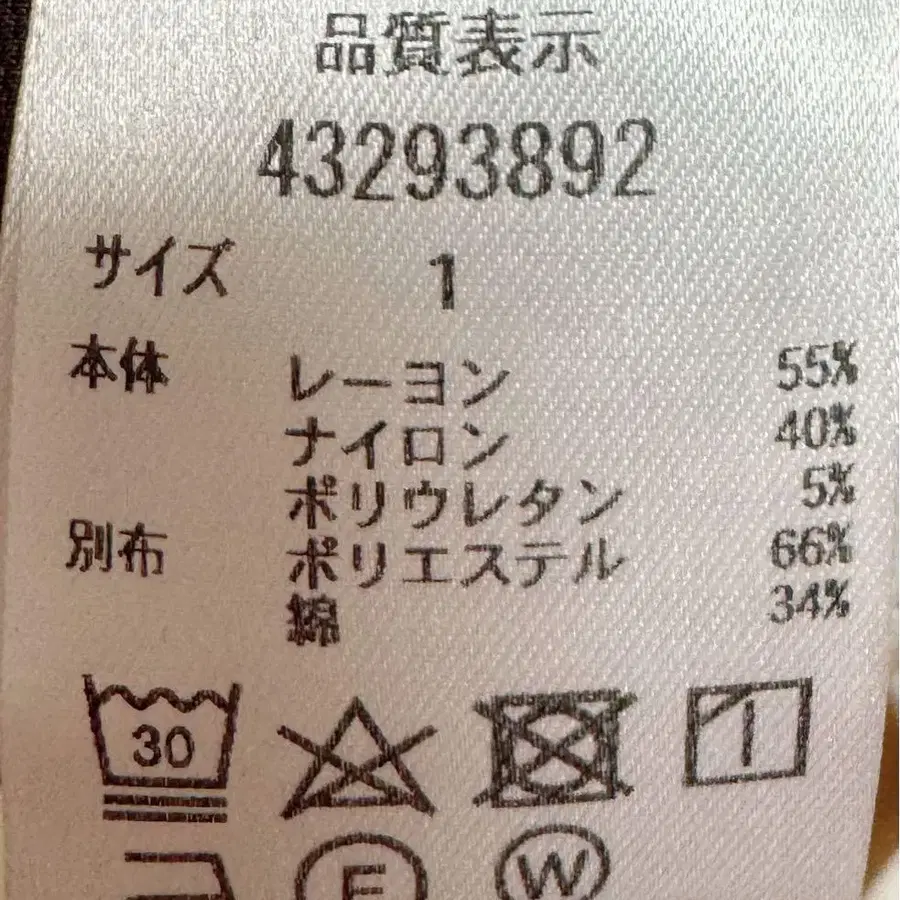 品質表示
43293892
サイズ 1
本体 レーヨン 55%
ナイロン 40%
ポリウレタン 5%
別布 ポリエステル 66%
綿 34%
30
F W